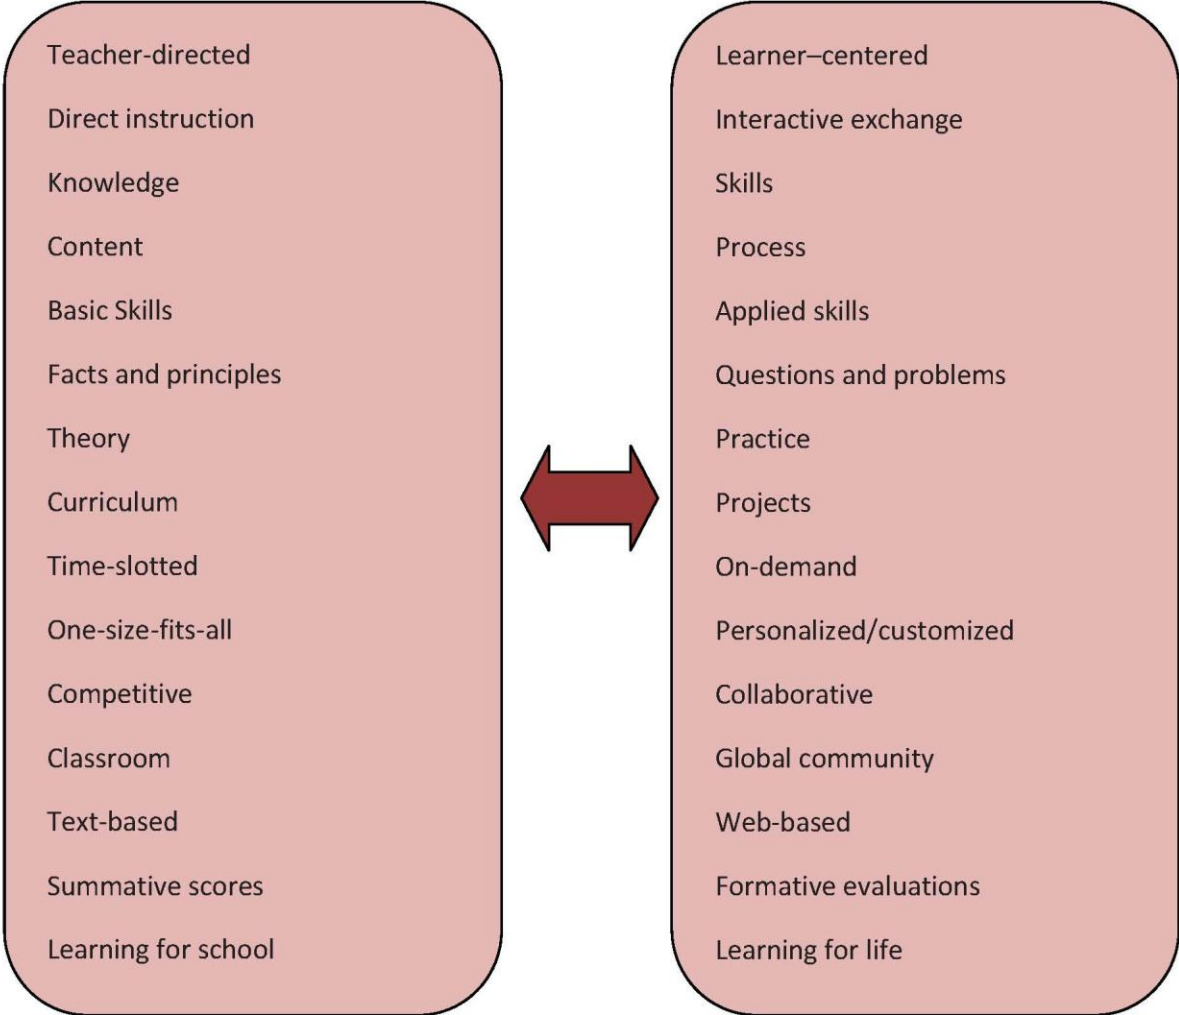 Teacher-directed
Direct instruction
Knowledge
Content
Basic Skills
Facts and principles
Theory
Curriculum
Time-slotted
One-size-fits-all
Competitive
Classroom
Text-based
Summative scores
Learning for school
Learner–centered
Interactive exchange
Skills
Process
Applied skills
Questions and problems
Practice
Projects
On-demand
Personalized/customized
Collaborative
Global community
Web-based
Formative evaluations
Learning for life